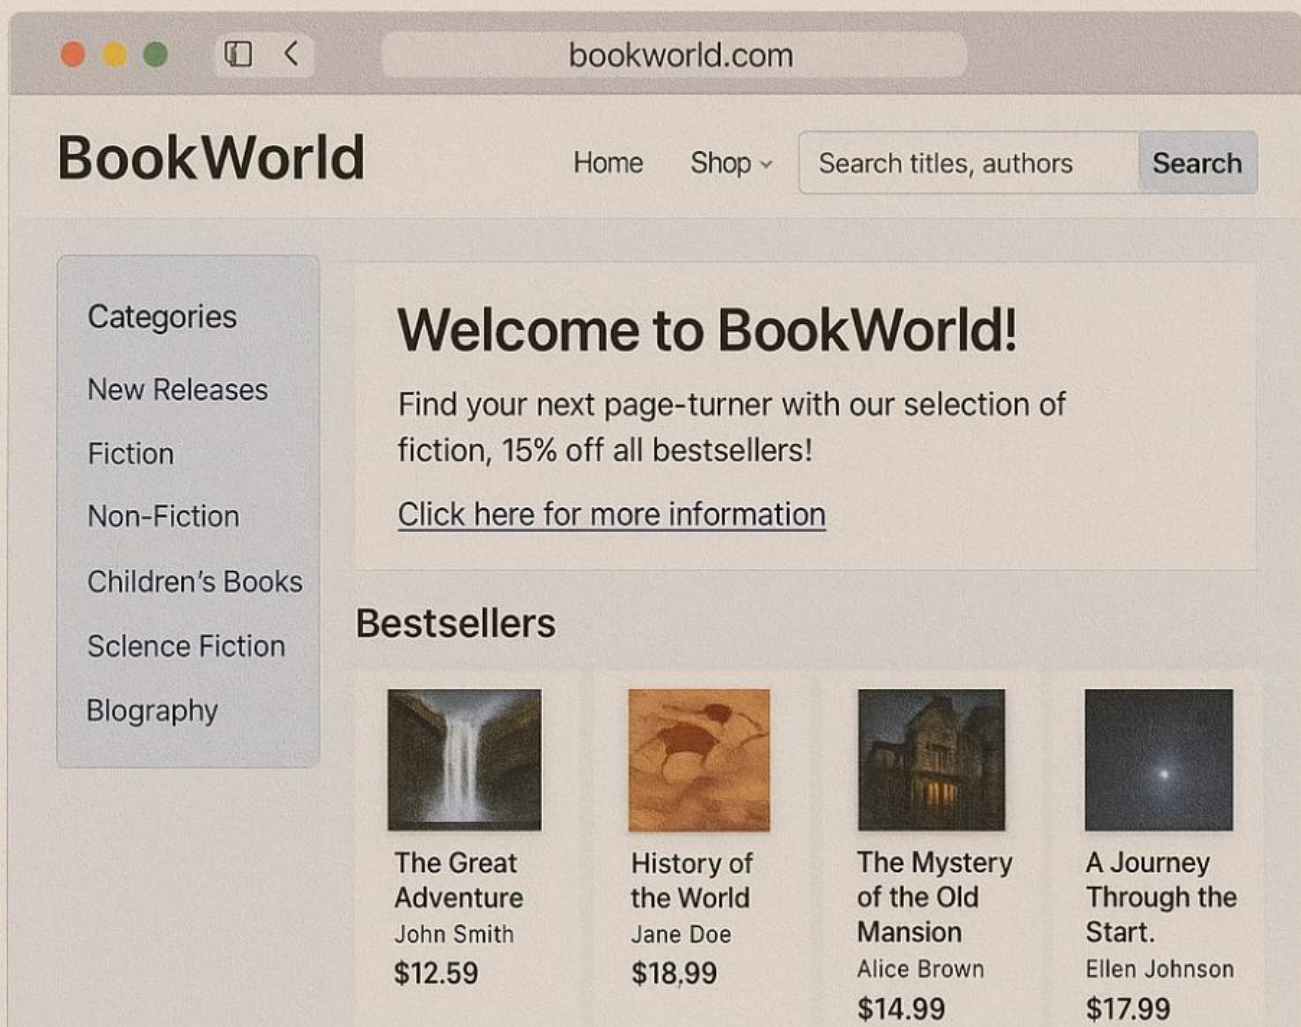 bookworld.com
BookWorld
Home
Shop
Search titles, authors
Search
Categories
New Releases
Fiction
Non-Fiction
Children's Books
Sclence Fiction
Blography
Welcome to BookWorld!
Find your next page-turner with our selection of
fiction, 15% off all bestsellers!
Click here for more information
Bestsellers
The Great
Adventure
John Smith
$12.59
History of
the World
Jane Doe
$18,99
The Mystery
of the Old
Mansion
Alice Brown
$14.99
A Journey
Through the
Start.
Ellen Johnson
$17.99